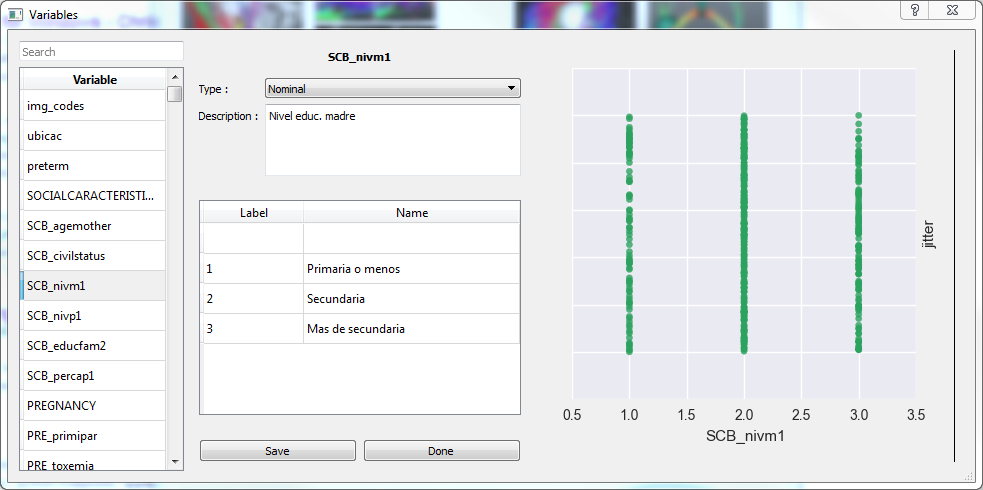 Variables
Search
Variable
img_codes
ubicac
preterm
SOCIALCARACTERISTI...
SCB_agemother
SCB_civilstatus
SCB_nivm1
SCB_nivp1
SCB_educfam2
SCB_percap1
PREGNANCY
PRE_primipar
PRE_toxemia
SCB_nivm1
Type : Nominal
Description : Nivel educ. madre
Label Name
1 Primaria o menos
2 Secundaria
3 Mas de secundaria
Save Done
jitter
0.5 1.0 1.5 2.0 2.5 3.0 3.5
SCB_nivm1